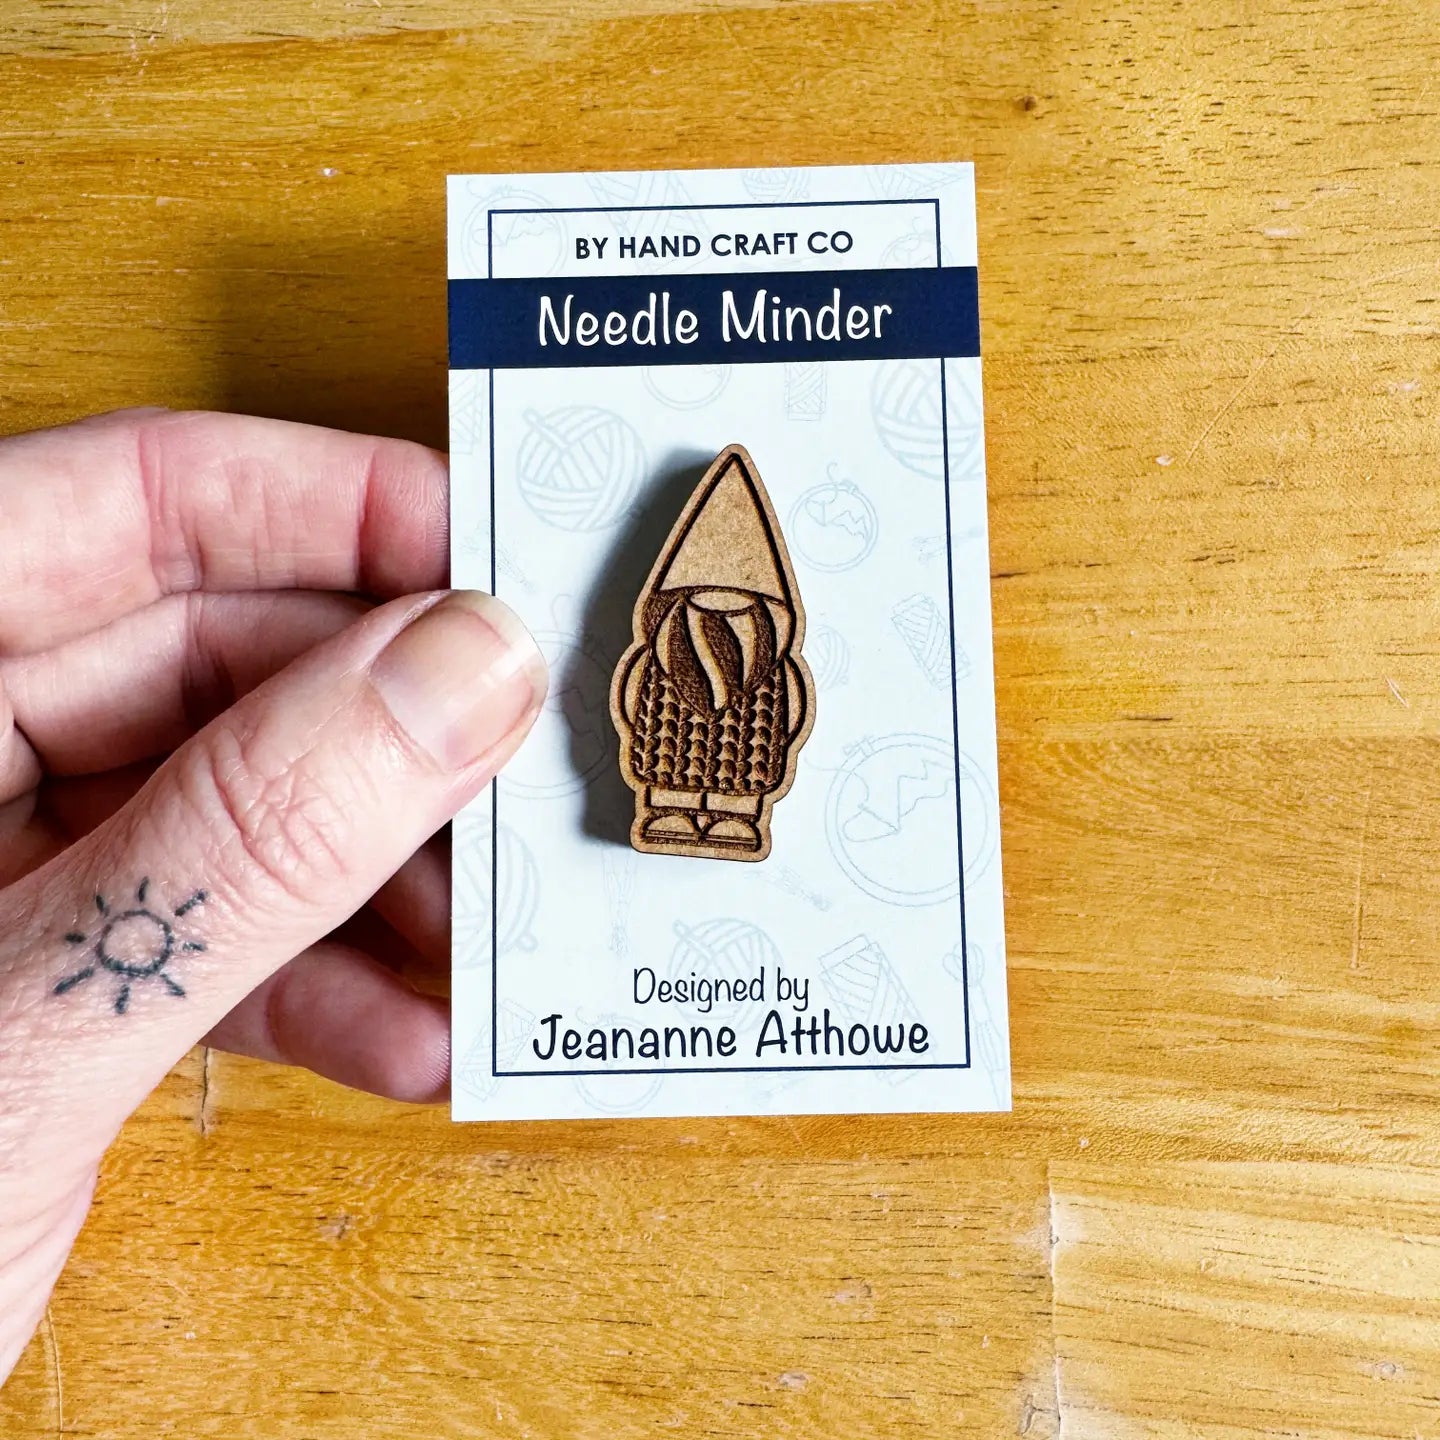 BY HAND CRAFT CO
Needle Minder
Designed by
Jeananne Atthowe